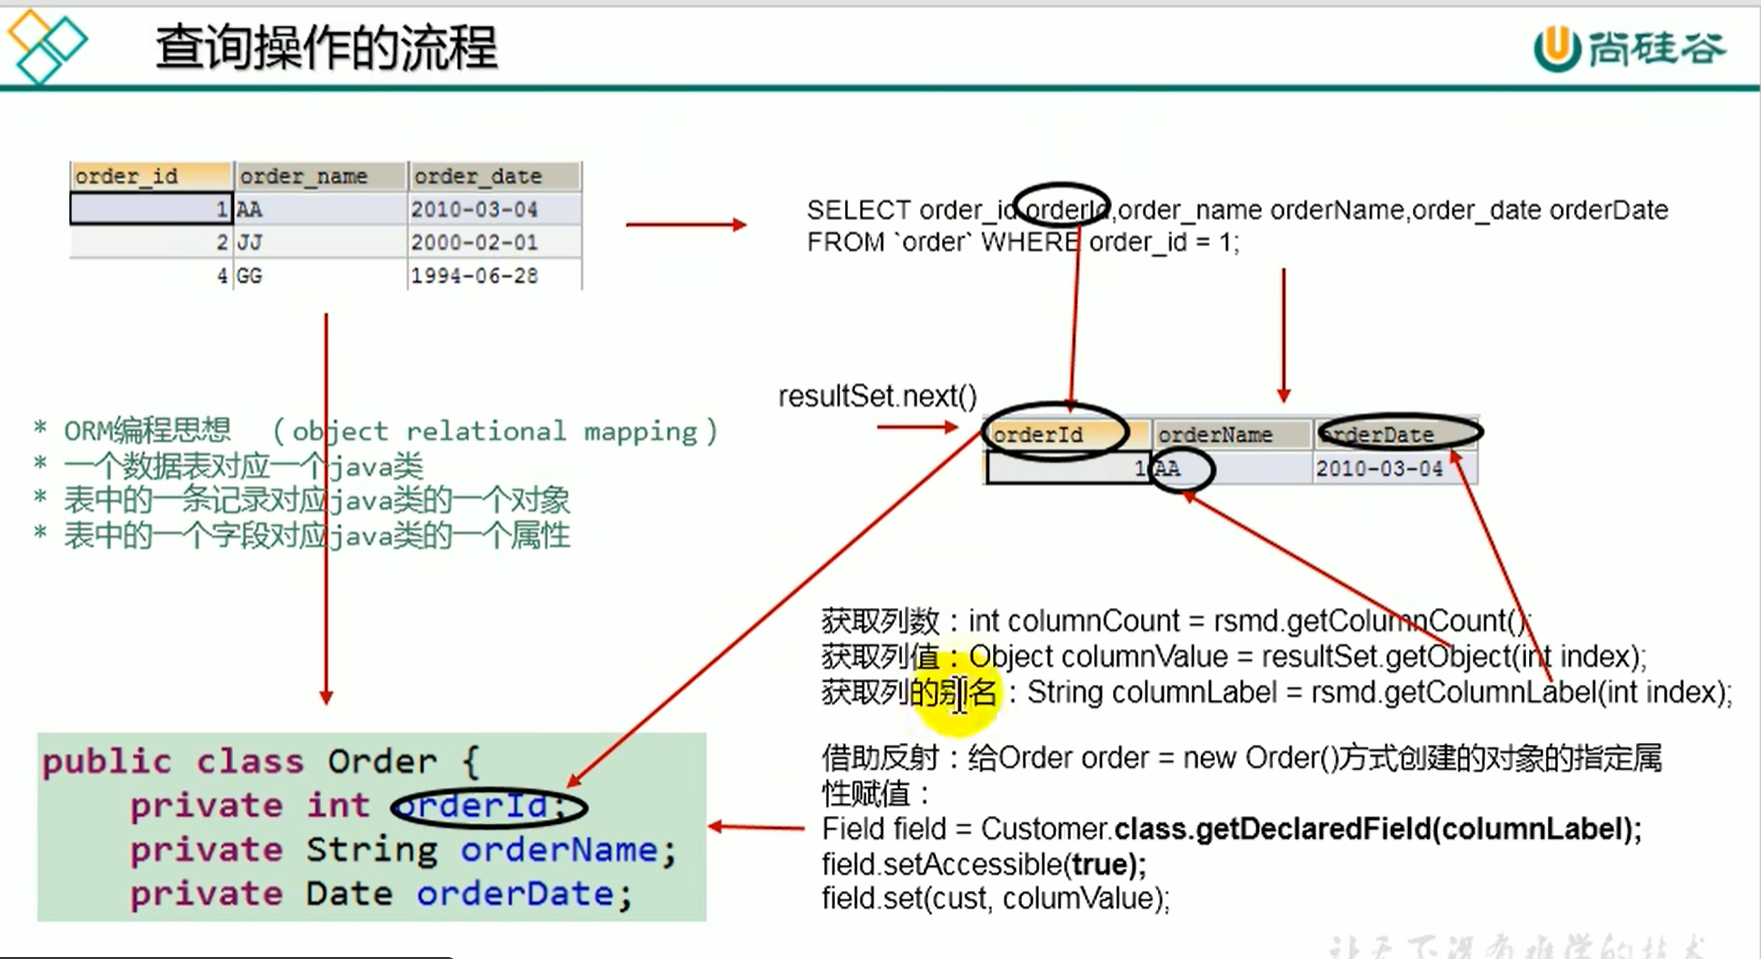 查询操作的流程
尚硅谷
order_id order_name order_date
1 AA 2010-03-04
2 JJ 2000-02-01
4 GG 1994-06-28
SELECT order_id orderId,order_name orderName,order_date orderDate
FROM `order` WHERE order_id = 1;
resultSet.next()
orderId orderName orderDate
1 AA 2010-03-04
* ORM编程思想 （object relational mapping）
* 一个数据表对应一个java类
* 表中的一条记录对应java类的一个对象
* 表中的一个字段对应java类的一个属性
获取列数：int columnCount = rsmd.getColumnCount();
获取列值：Object columnValue = resultSet.getObject(int index);
获取列的别名：String columnLabel = rsmd.getColumnLabel(int index);
借助反射：给Order order = new Order()方式创建的对象的指定属
性赋值：
Field field = Customer.class.getDeclaredField(columnLabel);
field.setAccessible(true);
field.set(cust, columValue);
public class Order {
private int orderId;
private String orderName;
private Date orderDate;
让天下没有难学的技术